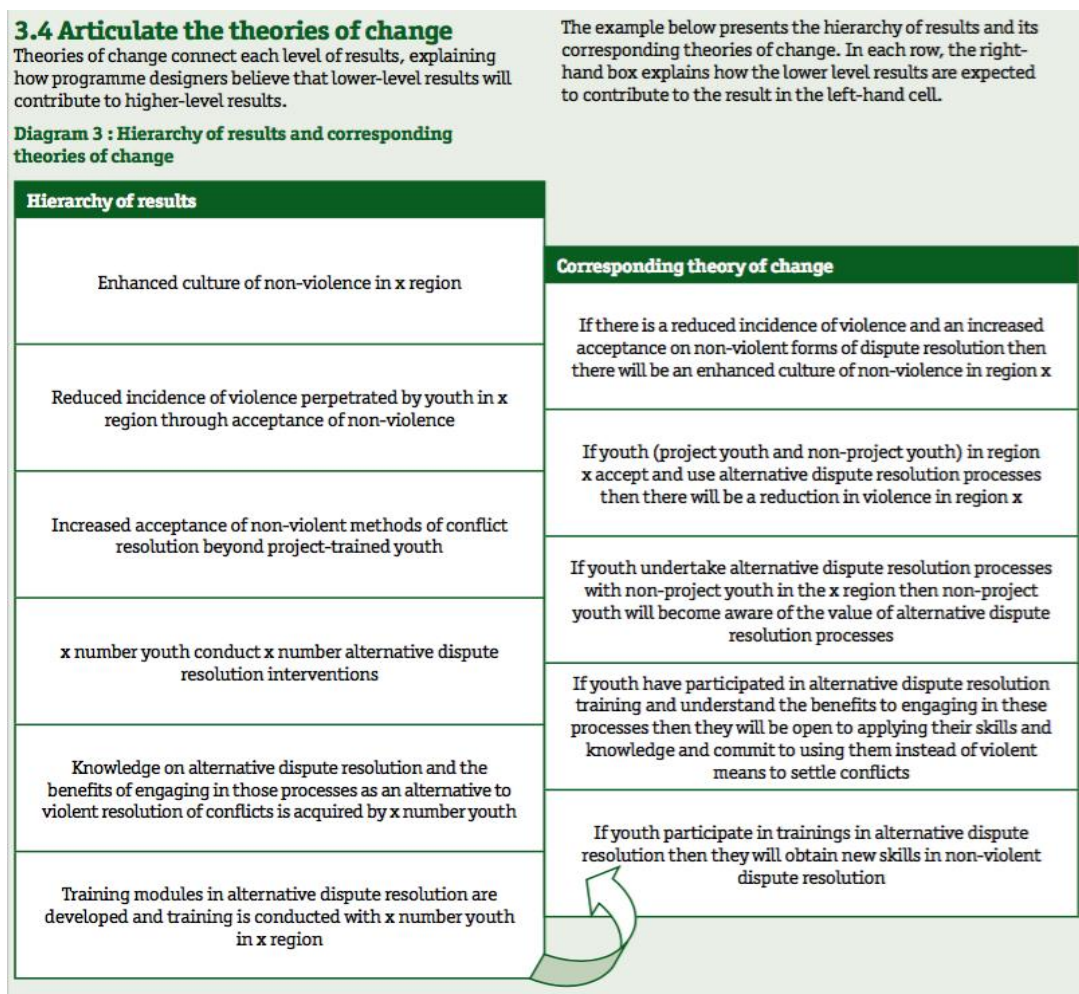 3.4 Articulate the theories of change
Theories of change connect each level of results, explaining
how programme designers believe that lower-level results will
contribute to higher-level results.
The example below presents the hierarchy of results and its
corresponding theories of change. In each row, the right-
hand box explains how the lower level results are expected
to contribute to the result in the left-hand cell.
Diagram 3 : Hierarchy of results and corresponding
theories of change
Hierarchy of results
Enhanced culture of non-violence in x region
Reduced incidence of violence perpetrated by youth in x
region through acceptance of non-violence
Increased acceptance of non-violent methods of conflict
resolution beyond project-trained youth
x number youth conduct x number alternative dispute
resolution interventions
Knowledge on alternative dispute resolution and the
benefits of engaging in those processes as an alternative to
violent resolution of conflicts is acquired by x number youth
Training modules in alternative dispute resolution are
developed and training is conducted with x number youth
in x region
Corresponding theory of change
If there is a reduced incidence of violence and an increased
acceptance on non-violent forms of dispute resolution then
there will be an enhanced culture of non-violence in region x
If youth (project youth and non-project youth) in region
x accept and use alternative dispute resolution processes
then there will be a reduction in violence in region x
If youth undertake alternative dispute resolution processes
with non-project youth in the x region then non-project
youth will become aware of the value of alternative dispute
resolution processes
If youth have participated in alternative dispute resolution
training and understand the benefits to engaging in these
processes then they will be open to applying their skills and
knowledge and commit to using them instead of violent
means to settle conflicts
If youth participate in trainings in alternative dispute
resolution then they will obtain new skills in non-violent
dispute resolution